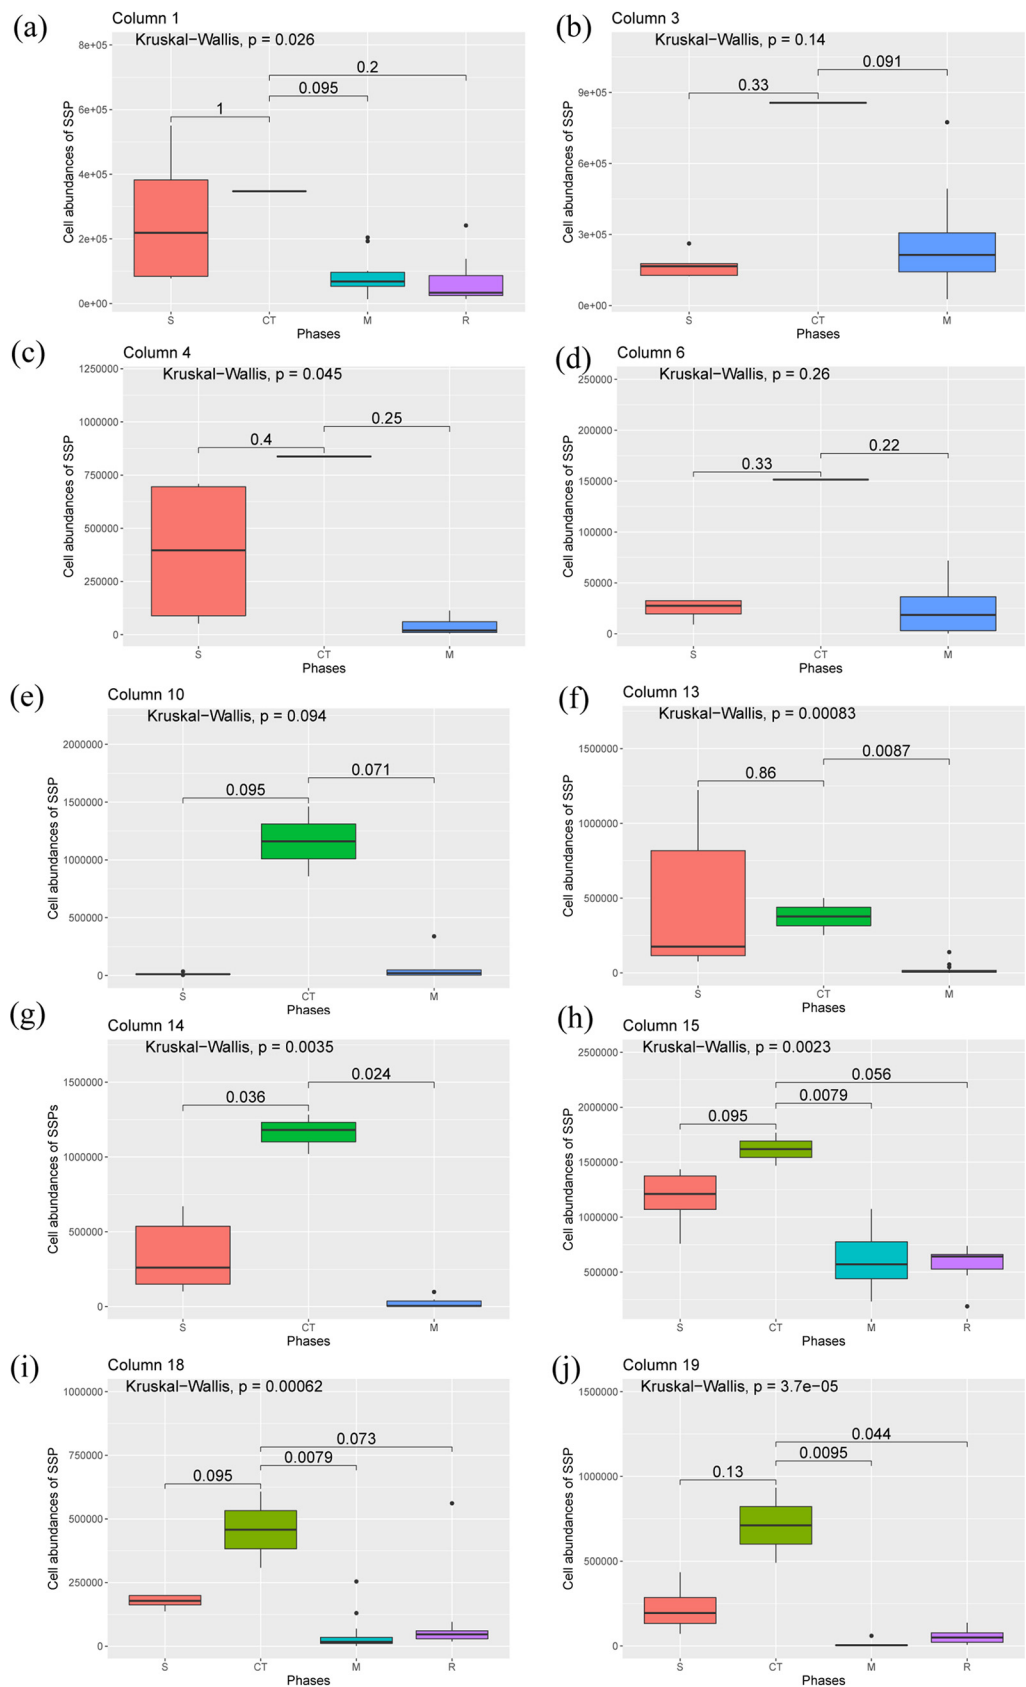 (a)
Column 1
Kruskal−Wallis, p = 0.026
8e+05
6e+05
4e+05
2e+05
0e+00
Cell abundances of SSP
1
0.095
0.2
S CT M R
Phases
(b)
Column 3
Kruskal−Wallis, p = 0.14
9e+05
6e+05
3e+05
0e+00
Cell abundances of SSP
0.33
0.091
S CT M
Phases
(c)
Column 4
Kruskal−Wallis, p = 0.045
1250000
1000000
750000
500000
250000
0
Cell abundances of SSP
0.4
0.25
S CT M
Phases
(d)
Column 6
Kruskal−Wallis, p = 0.26
250000
200000
150000
100000
50000
0
Cell abundances of SSP
0.33
0.22
S CT M
Phases
(e)
Column 10
Kruskal−Wallis, p = 0.094
2000000
1500000
1000000
500000
0
Cell abundances of SSP
0.095
0.071
S CT M
Phases
(f)
Column 13
Kruskal−Wallis, p = 0.00083
1500000
1000000
500000
0
Cell abundances of SSP
0.86
0.0087
S CT M
Phases
(g)
Column 14
Kruskal−Wallis, p = 0.0035
1500000
1000000
500000
0
Cell abundances of SSPs
0.036
0.024
S CT M
Phases
(h)
Column 15
Kruskal−Wallis, p = 0.0023
2500000
2000000
1500000
1000000
500000
Cell abundances of SSP
0.095
0.0079
0.056
S CT M R
Phases
(i)
Column 18
Kruskal−Wallis, p = 0.00062
1000000
750000
500000
250000
0
Cell abundances of SSP
0.095
0.0079
0.073
S CT M R
Phases
(j)
Column 19
Kruskal−Wallis, p = 3.7e−05
1500000
1000000
500000
0
Cell abundances of SSP
0.13
0.0095
0.044
S CT M R
Phases